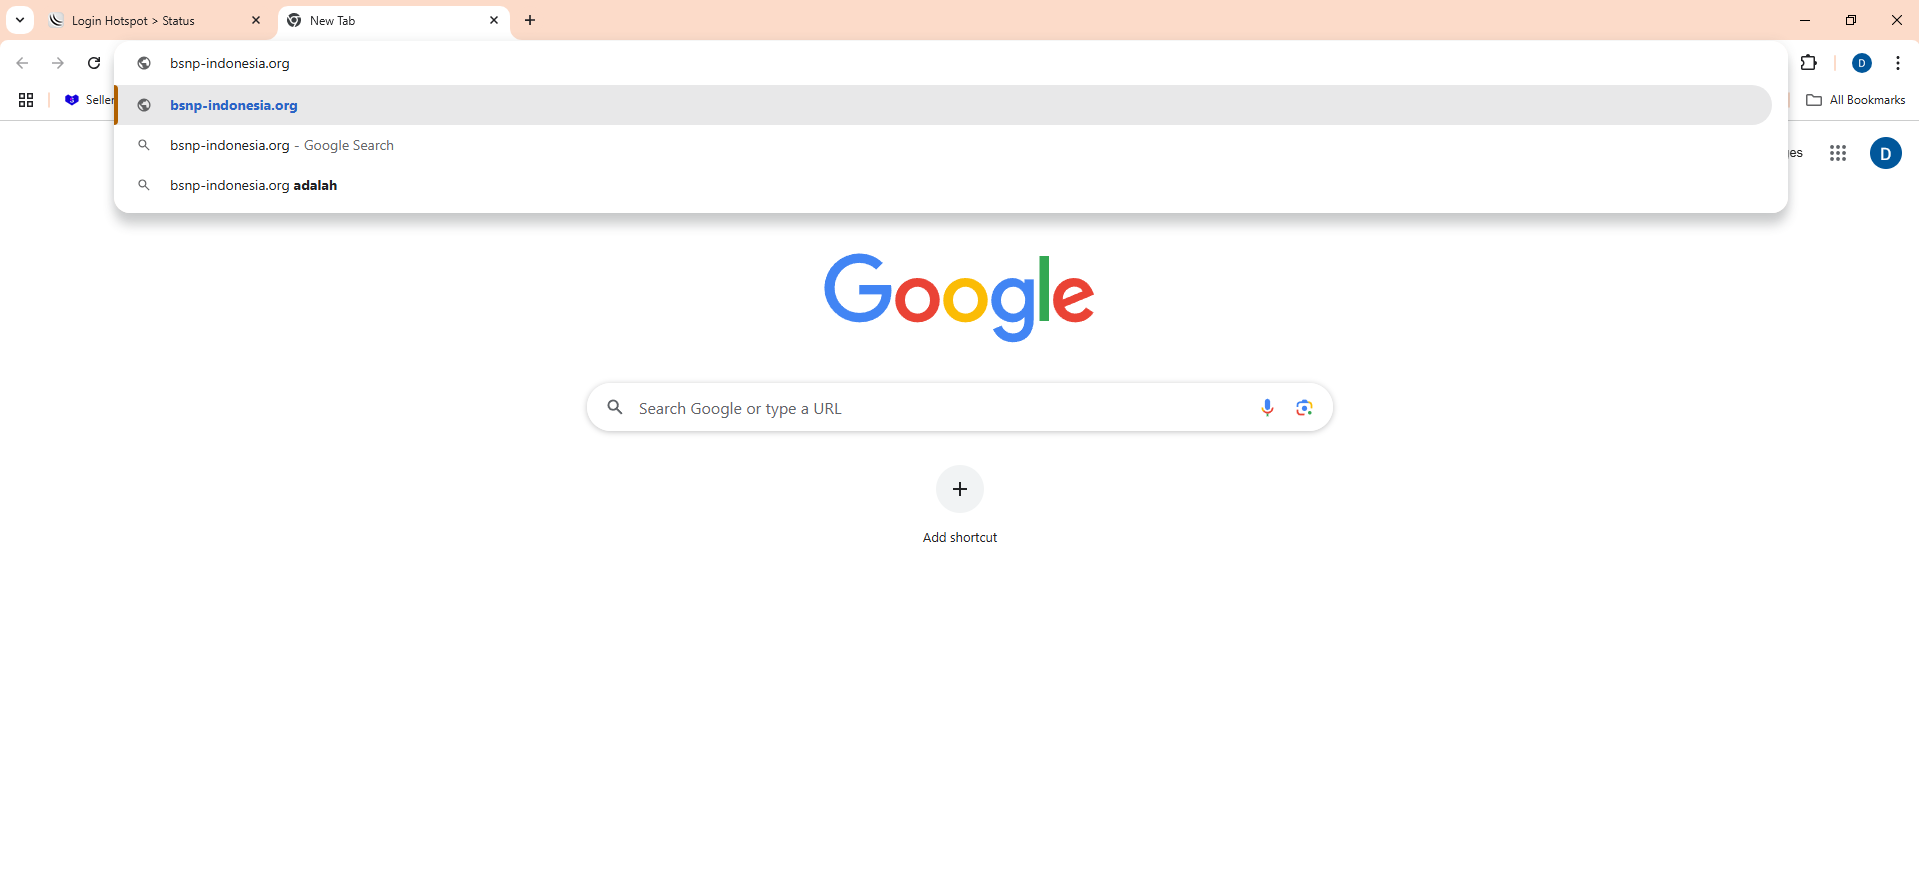 Login Hotspot > Status
New Tab
bsnp-indonesia.org
D
Seller
bsnp-indonesia.org
All Bookmarks
bsnp-indonesia.org - Google Search
D
bsnp-indonesia.org adalah
Google
Search Google or type a URL
Add shortcut